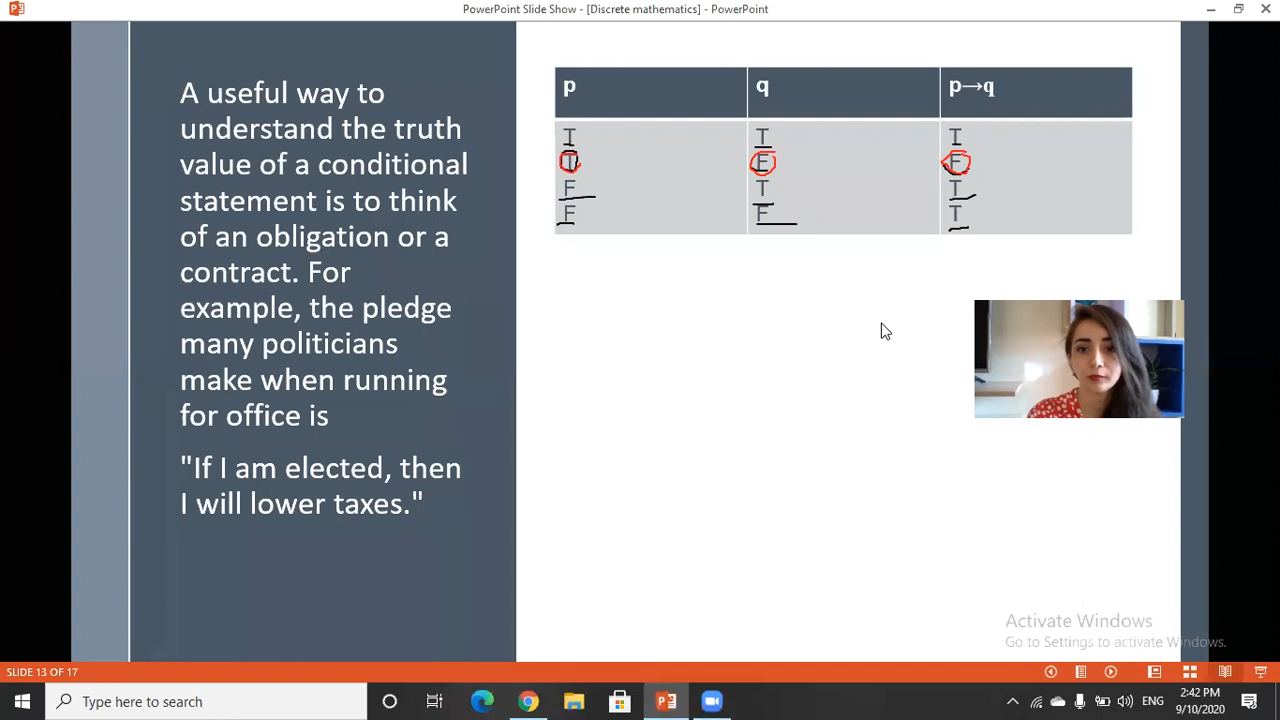 PowerPoint Slide Show - [Discrete mathematics] - PowerPoint
A useful way to
understand the truth
value of a conditional
statement is to think
of an obligation or a
contract. For
example, the pledge
many politicians
make when running
for office is
"If I am elected, then
I will lower taxes."
p q p→q
T T T
T F F
F T T
F F T
Activate Windows
Go to Settings to activate Windows.
SLIDE 13 OF 17
Type here to search
ENG
2:42 PM
9/10/2020